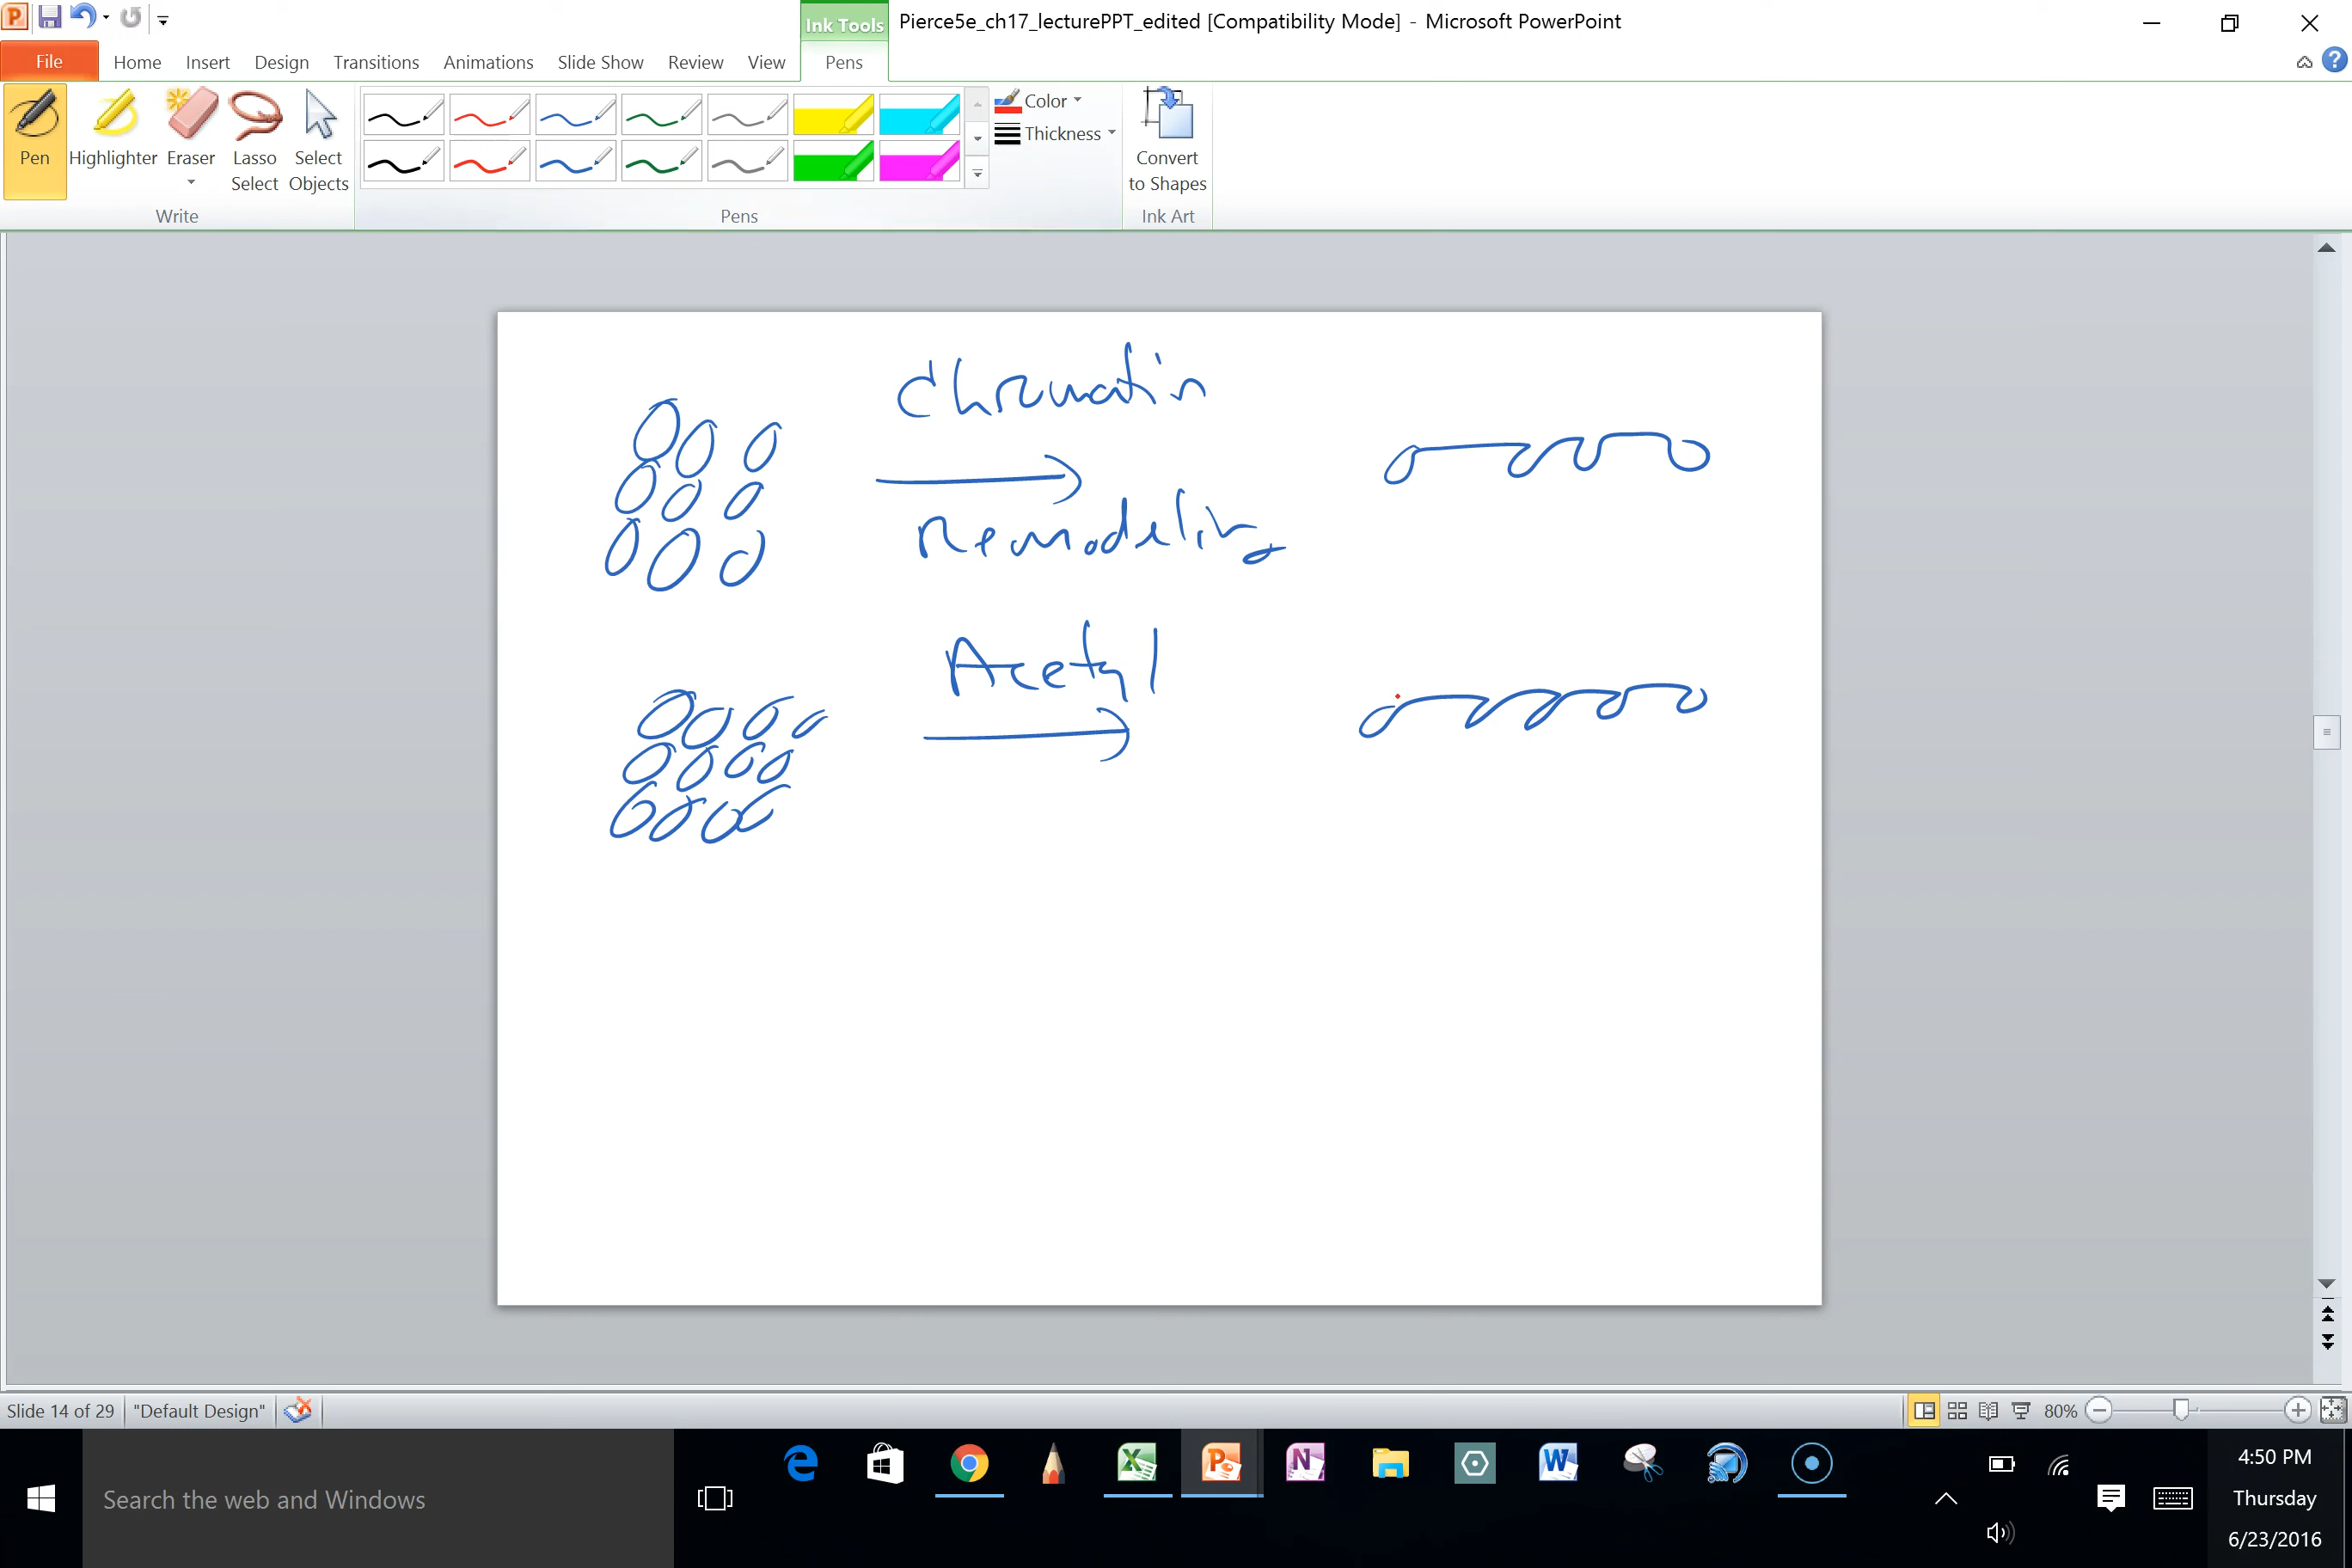 Ink Tools
Pierce5e_ch17_lecturePPT_edited [Compatibility Mode] - Microsoft PowerPoint
File Home Insert Design Transitions Animations Slide Show Review View Pens
Pen Highlighter Eraser Lasso Select Select Objects
Color
Thickness
Convert to Shapes
Write Pens Ink Art
Chromatin
Remodeling
Acetyl
Slide 14 of 29 "Default Design" 80%
Search the web and Windows
4:50 PM
Thursday
6/23/2016